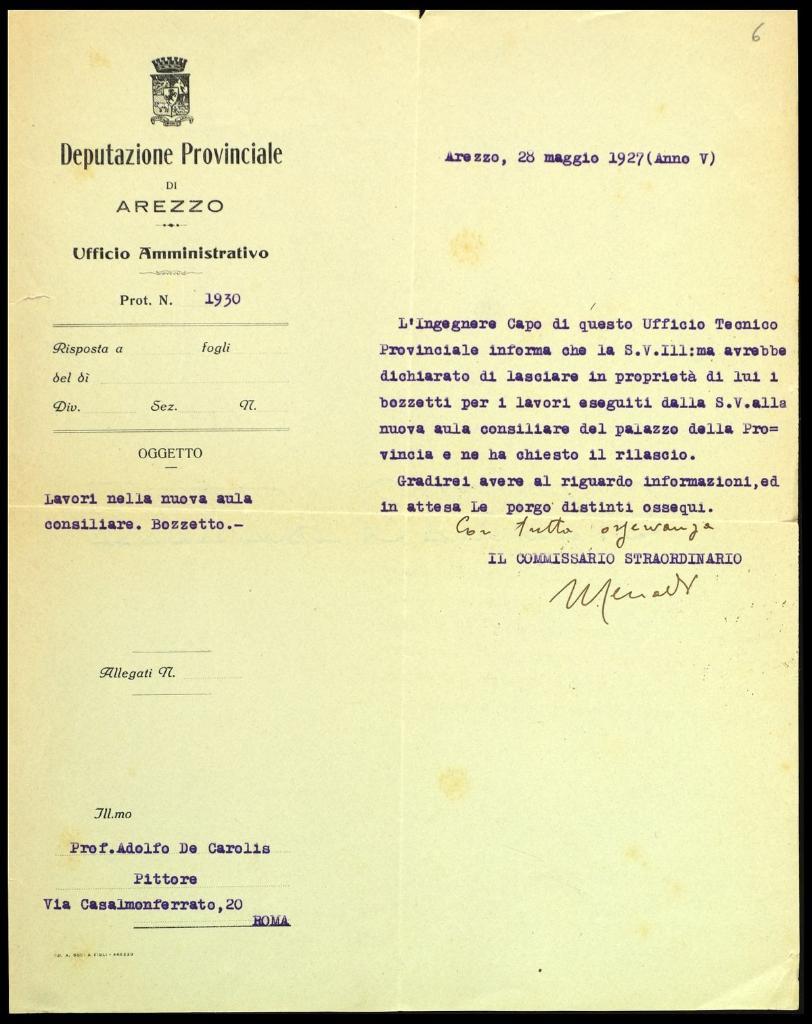 6
Deputazione Provinciale
DI
AREZZO
Ufficio Amministrativo
Prot. N. 1930
Risposta a fogli
del dì
Div. Sez. N.
OGGETTO
Lavori nella nuova aula
consiliare. Bozzetto.-
Allegati N.
Ill.mo
Prof.Adolfo De Carolis
Pittore
Via Casalmonferrato,20
ROMA
Arezzo, 28 maggio 1927(Anno V)
L'Ingegnere Capo di questo Ufficio Tecnico
Provinciale informa che la S.V.Ill:ma avrebbe
dichiarato di lasciare in proprietà di lui i
bozzetti per i lavori eseguiti dalla S.V.alla
nuova aula consiliare del palazzo della Pro=
vincia e ne ha chiesto il rilascio.
Gradirei avere al riguardo informazioni,ed
in attesa Le porgo distinti ossequi.
Con tutta osservanza
IL COMMISSARIO STRAORDINARIO